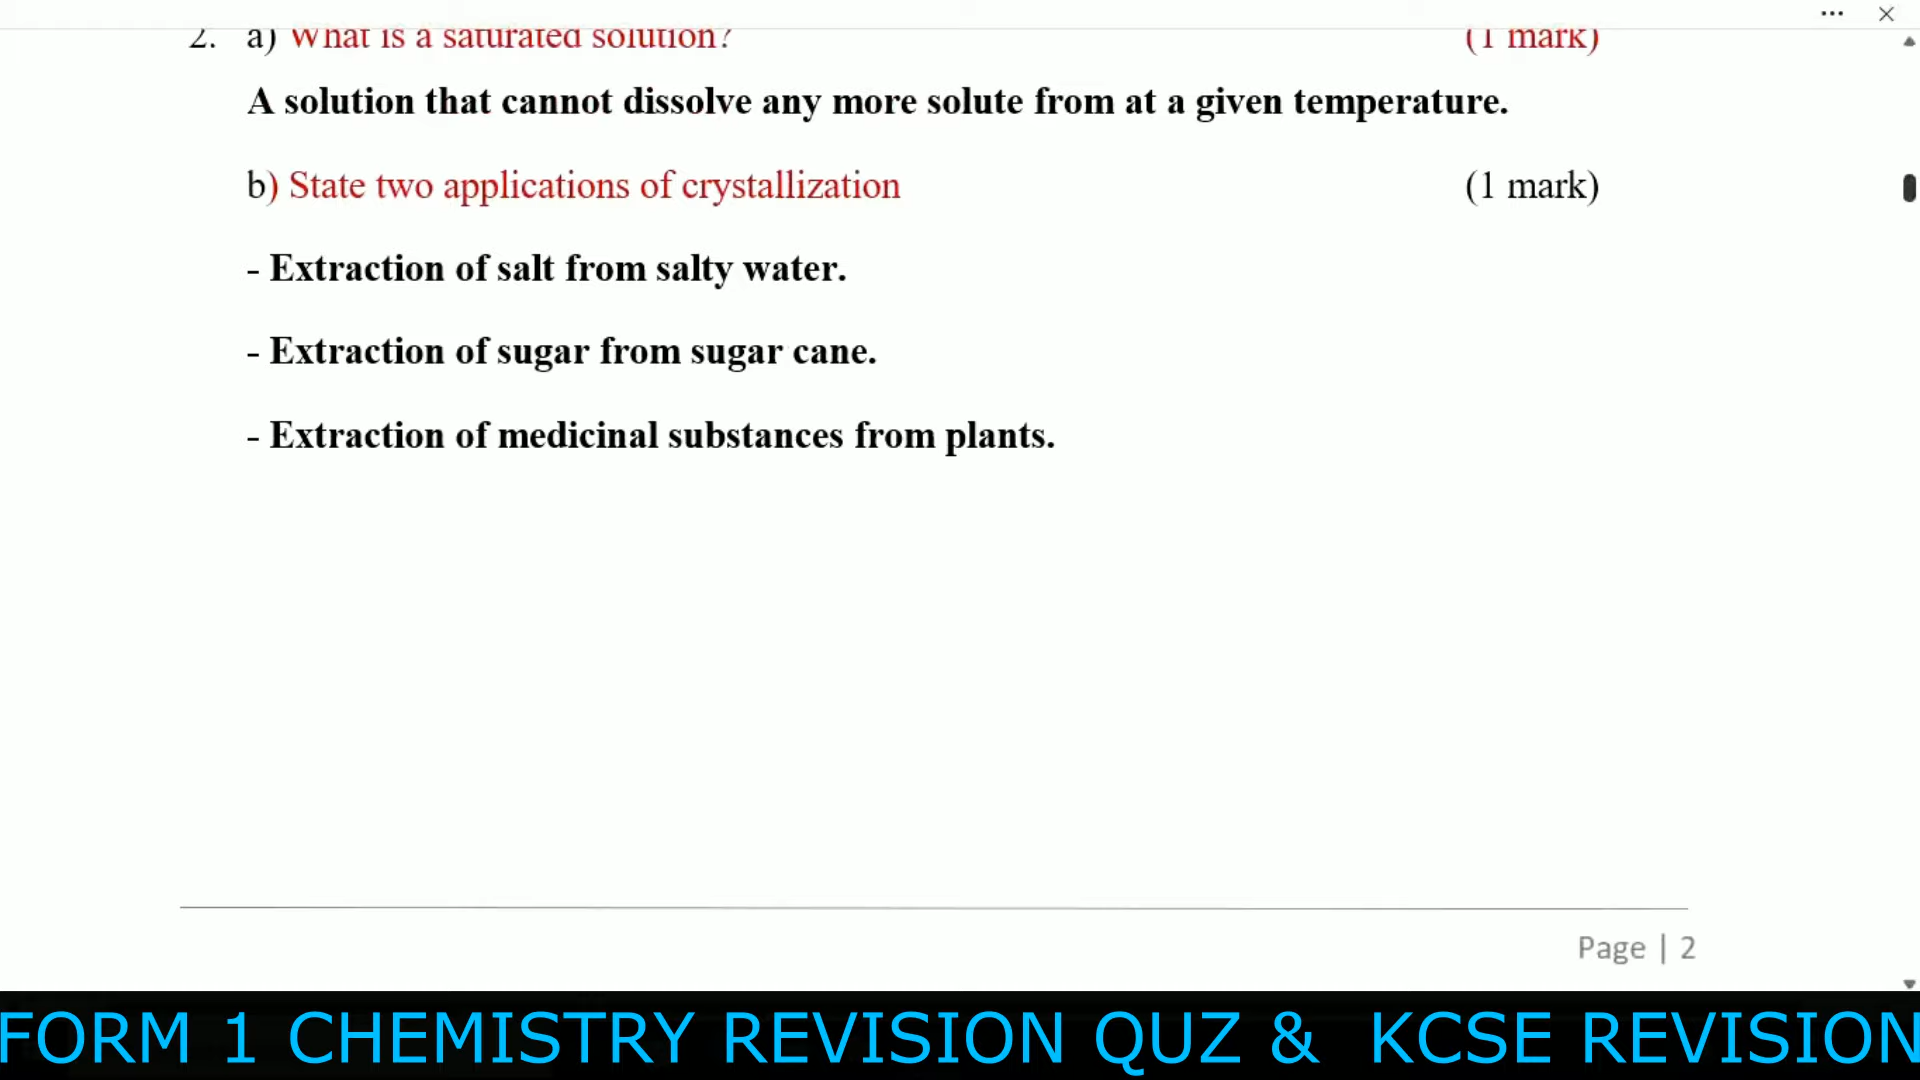 2. a) What is a saturated solution? (1 mark)
A solution that cannot dissolve any more solute from at a given temperature.
b) State two applications of crystallization (1 mark)
- Extraction of salt from salty water.
- Extraction of sugar from sugar cane.
- Extraction of medicinal substances from plants.
Page | 2
FORM 1 CHEMISTRY REVISION QUZ & KCSE REVISION